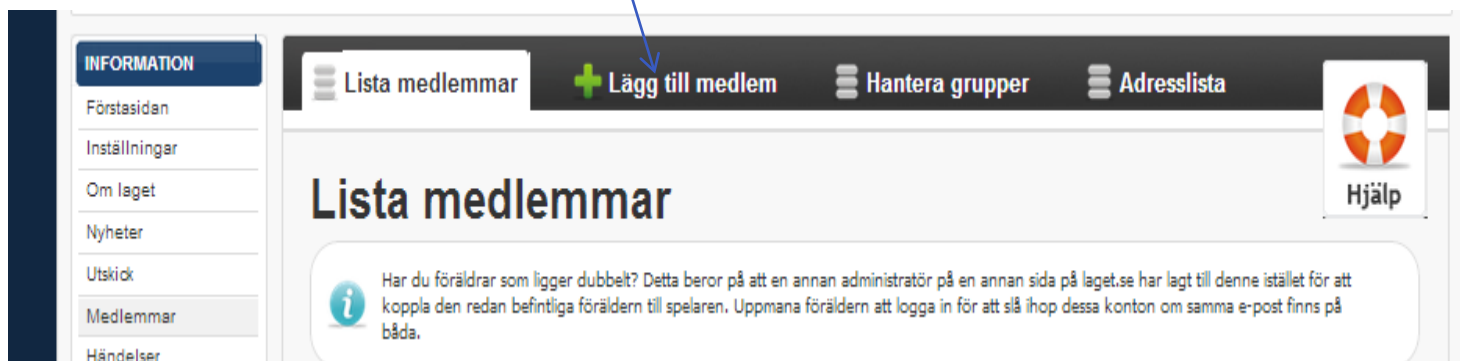 INFORMATION
Förstasidan
Inställningar
Om laget
Nyheter
Utskick
Medlemmar
Händelser
Lista medlemmar
Lägg till medlem
Hantera grupper
Adresslista
Hjälp
Lista medlemmar
Har du föräldrar som ligger dubbelt? Detta beror på att en annan administratör på en annan sida på laget.se har lagt till denne istället för att
koppla den redan befintliga föräldern till spelaren. Uppmana föräldern att logga in för att slå ihop dessa konton om samma e-post finns på
båda.